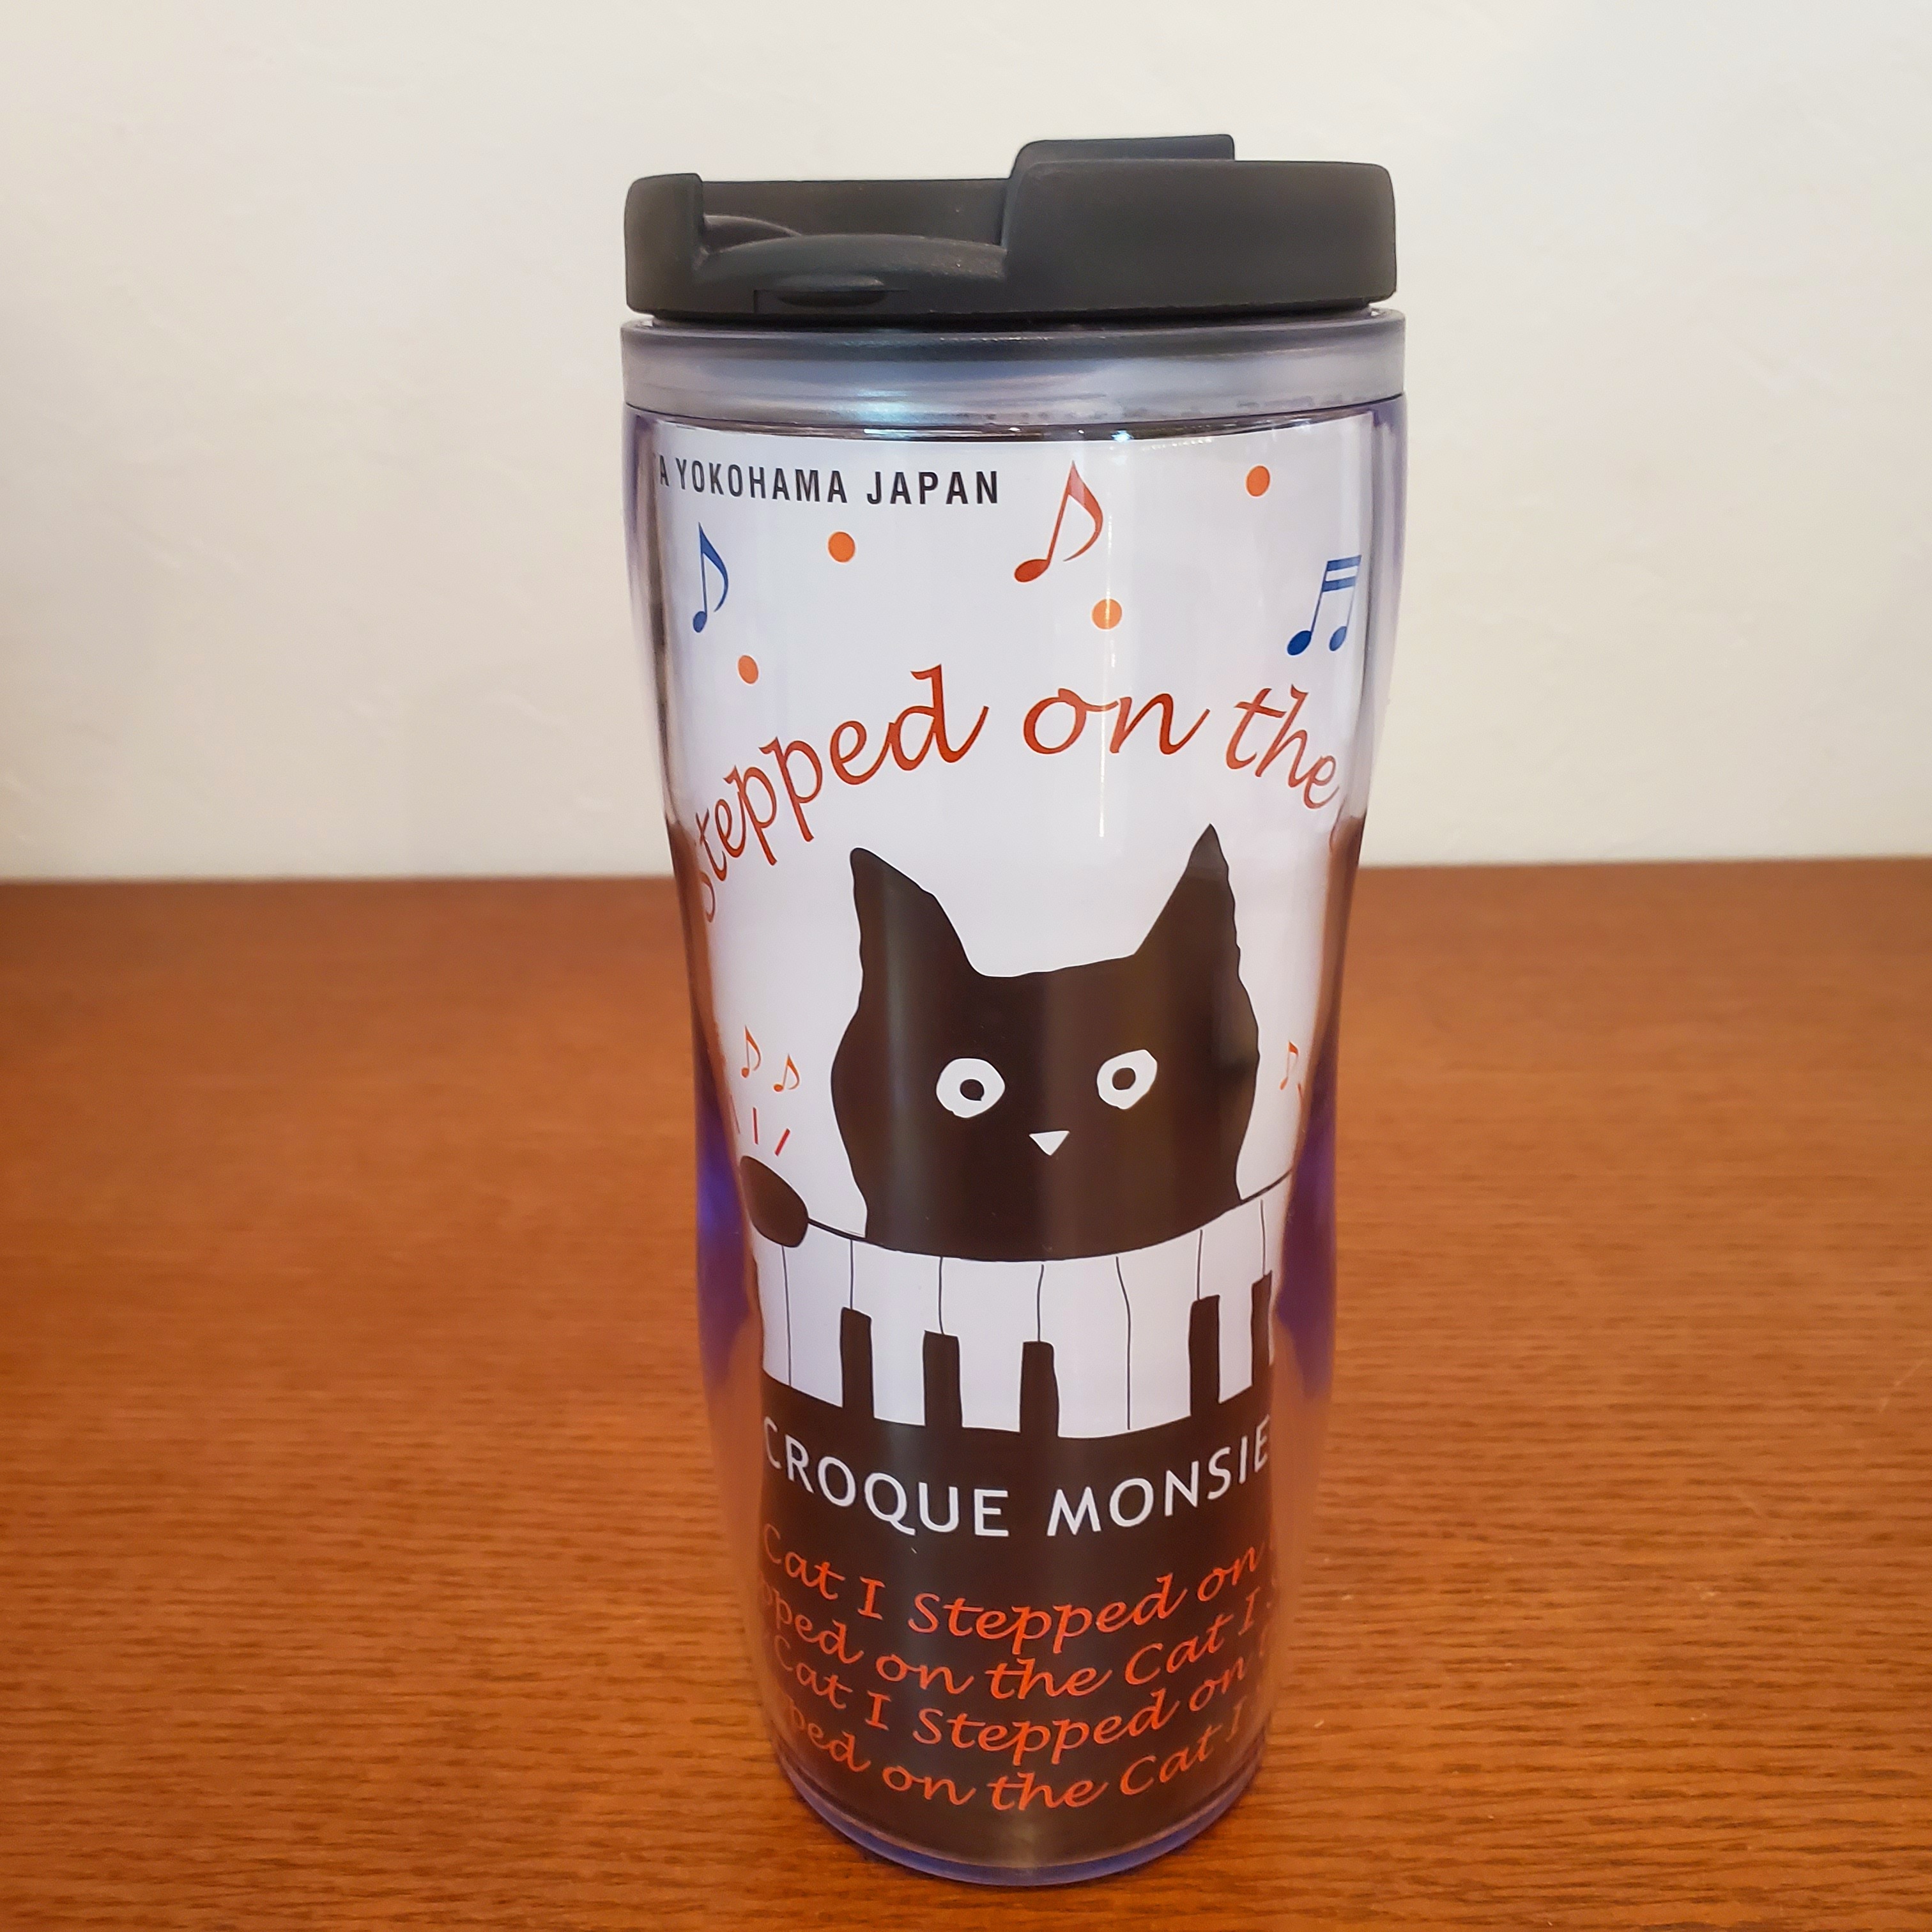 A YOKOHAMA JAPAN
Stepped on the
CROQUE MONSIE
Cat I Stepped on
pped on the Cat I
Cat I Stepped on
ped on the Cat I